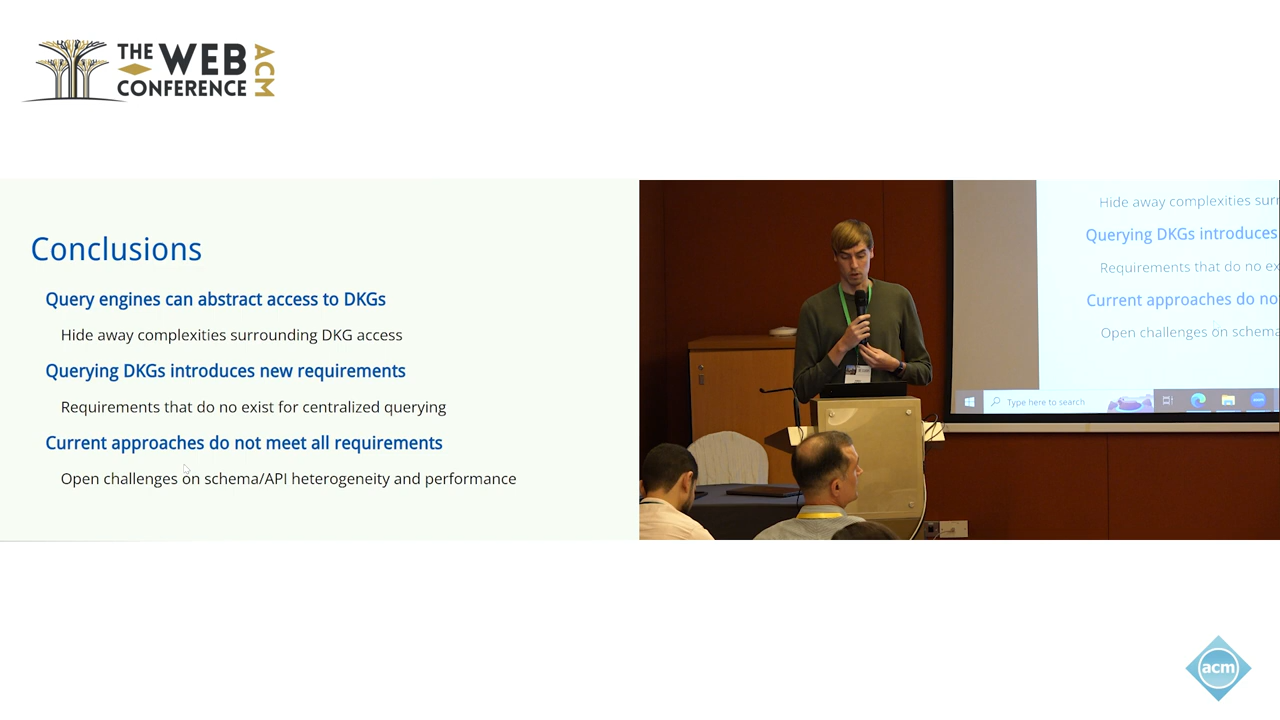 THE WEB
CONFERENCE
ACM
Conclusions
Query engines can abstract access to DKGs
Hide away complexities surrounding DKG access
Querying DKGs introduces new requirements
Requirements that do no exist for centralized querying
Current approaches do not meet all requirements
Open challenges on schema/API heterogeneity and performance
Hide away complexities surr
Querying DKGs introduces
Requirements that do no ex
Current approaches do no
Open challenges on schema
Type here to search
acm